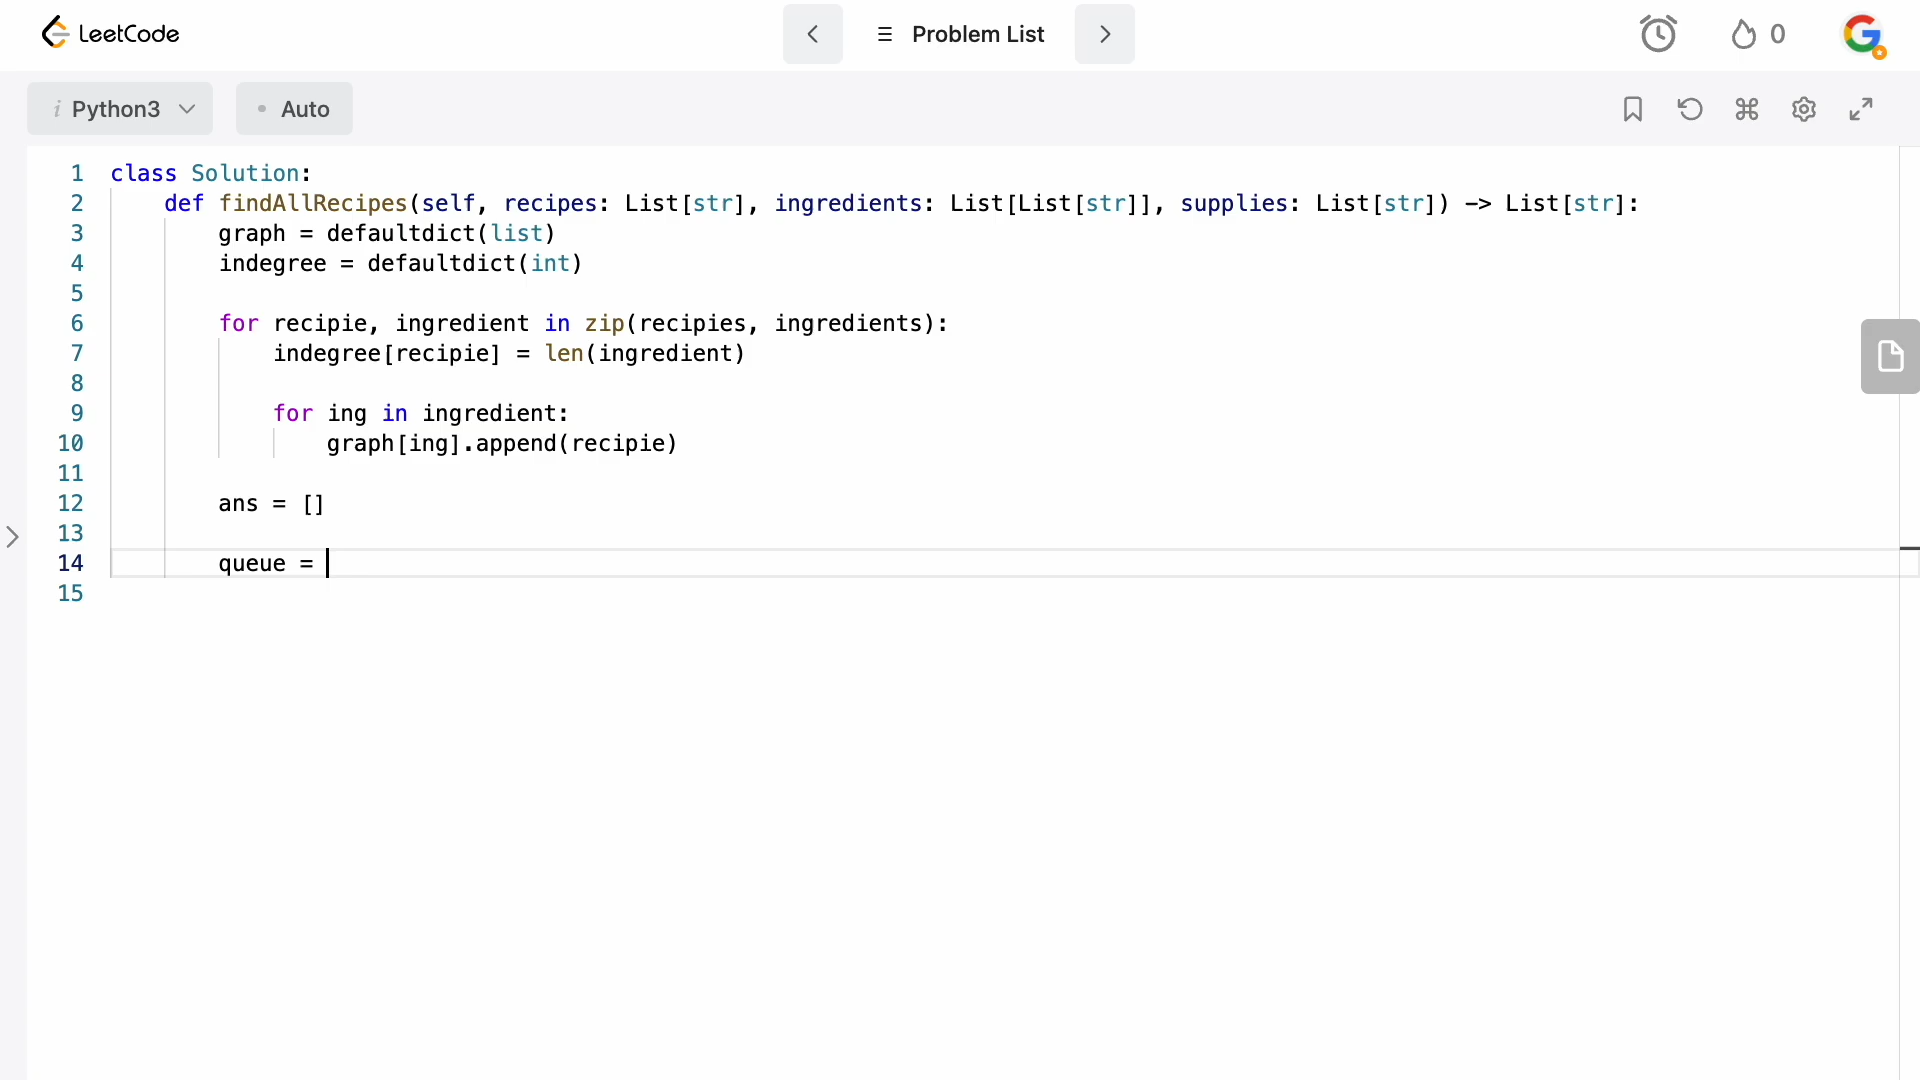 LeetCode
Problem List
0
Python3
Auto
1 class Solution:
2 def findAllRecipes(self, recipes: List[str], ingredients: List[List[str]], supplies: List[str]) -> List[str]:
3 graph = defaultdict(list)
4 indegree = defaultdict(int)
5
6 for recipie, ingredient in zip(recipies, ingredients):
7 indegree[recipie] = len(ingredient)
8
9 for ing in ingredient:
10 graph[ing].append(recipie)
11
12 ans = []
13
14 queue =
15